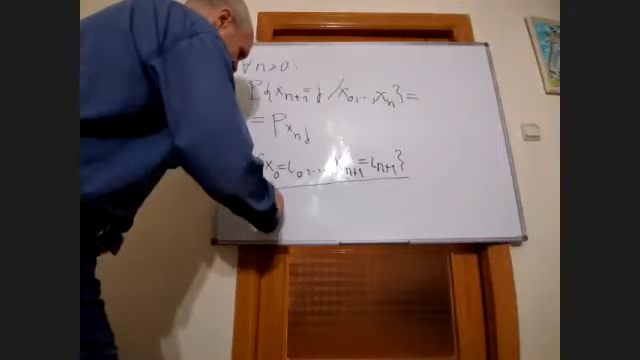 ∀n≥0:
P{x_{n+1}=j/x_0,...,x_n}=
=P_{x_n j}
{x_0=i_0,..., x_{n+1}=i_{n+1}}